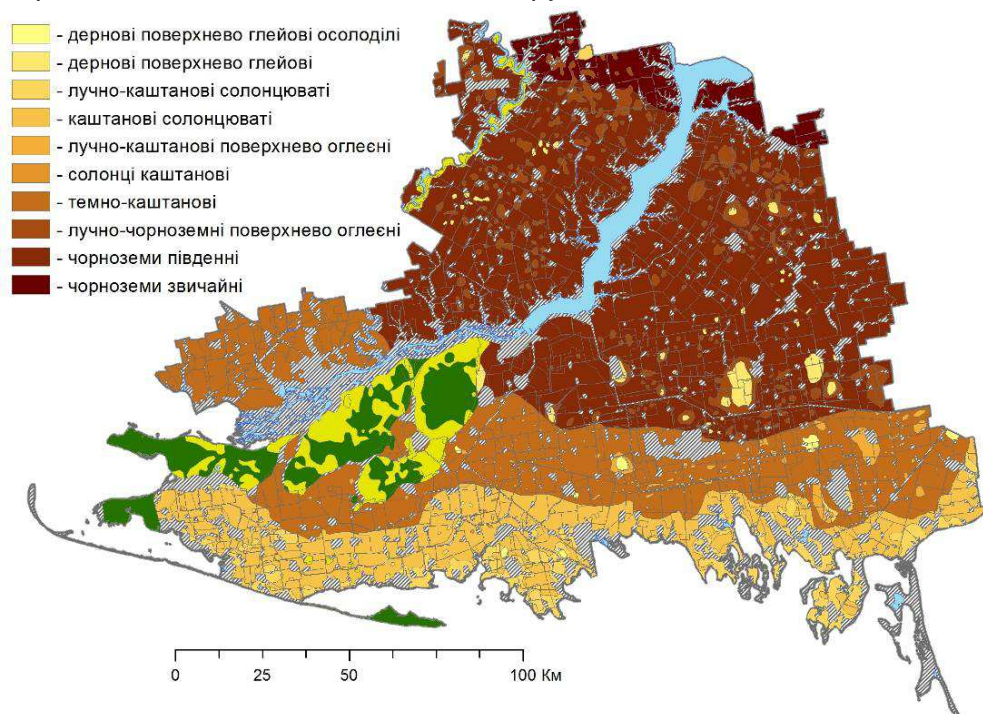 - дернові поверхнево глейові осолоділі
- дернові поверхнево глейові
- лучно-каштанові солонцюваті
- каштанові солонцюваті
- лучно-каштанові поверхнево оглеєні
- солонці каштанові
- темно-каштанові
- лучно-чорноземні поверхнево оглеєні
- чорноземи південні
- чорноземи звичайні
0 25 50 100 Км